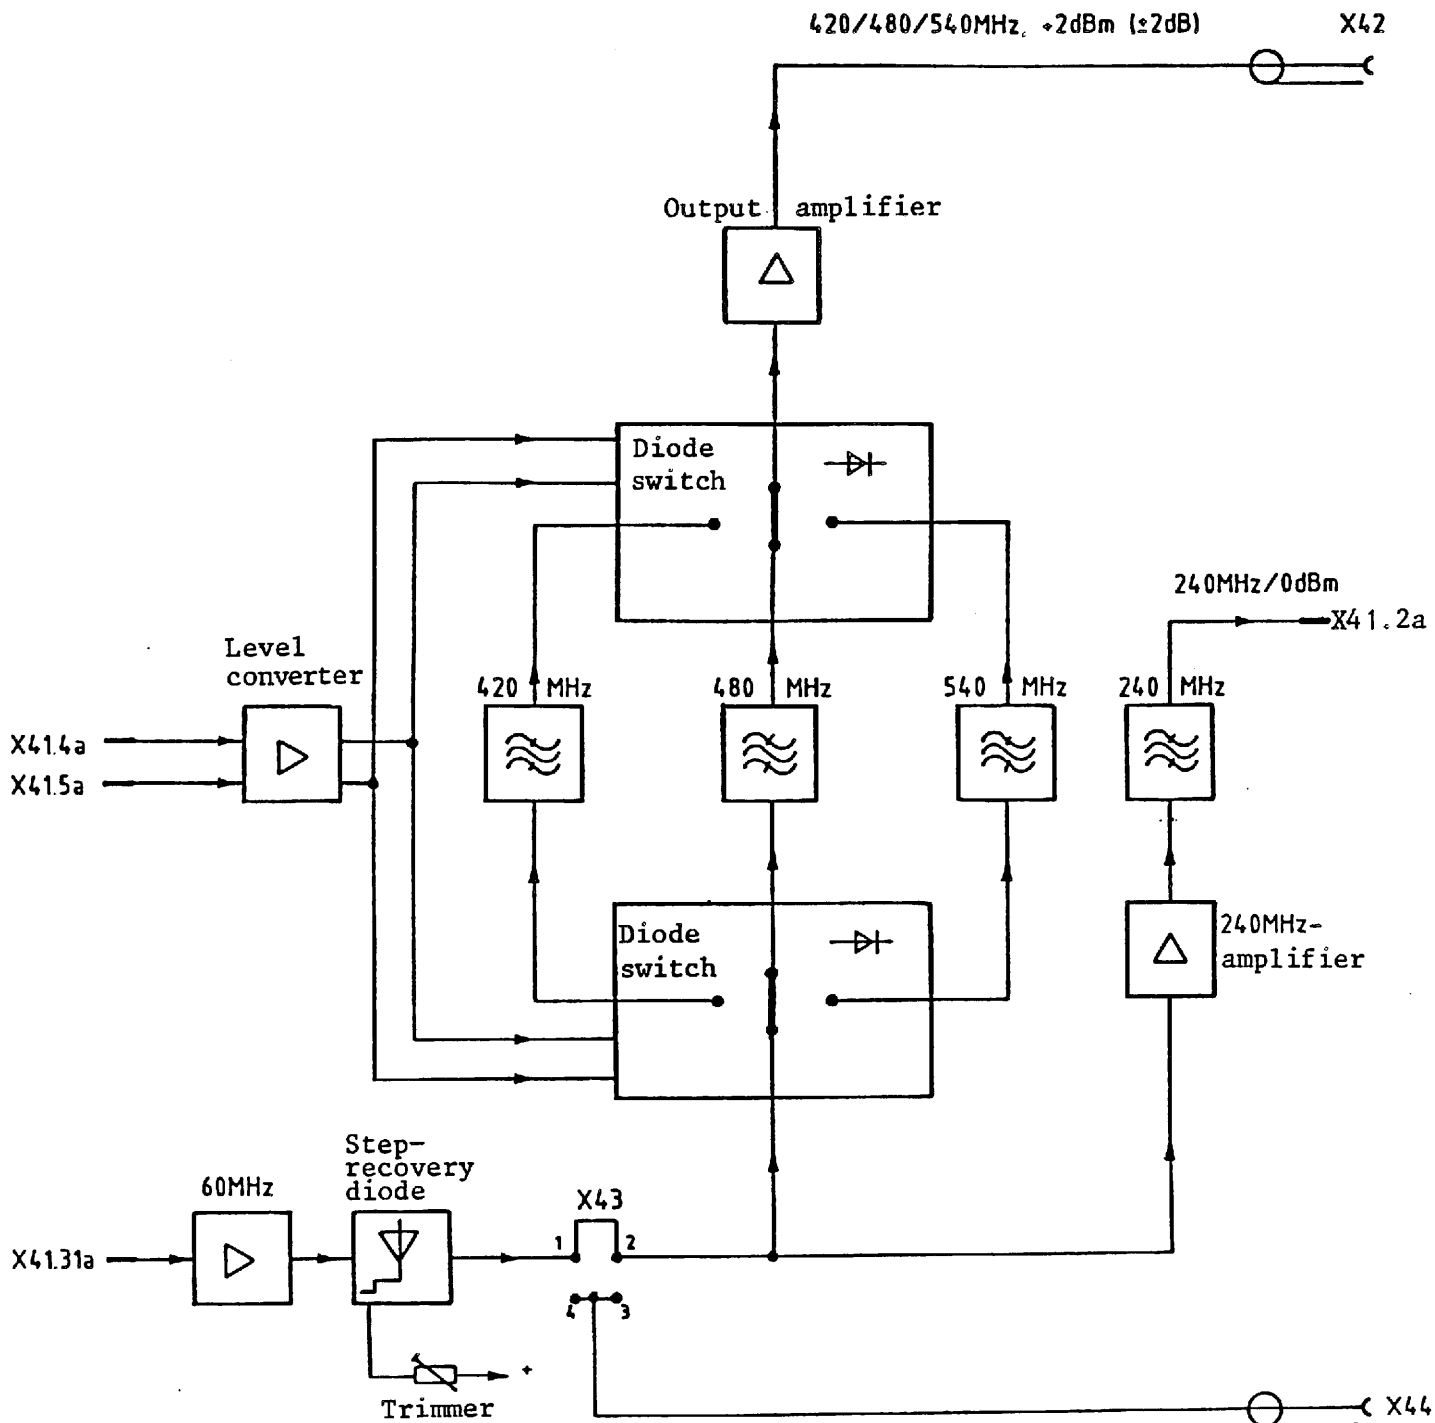 420/480/540MHz, +2dBm (±2dB)
X42
Output amplifier
Diode
switch
240MHz/0dBm
X41.2a
Level
converter
420 MHz
480 MHz
540 MHz
240 MHz
X41.4a
X41.5a
Diode
switch
240MHz-
amplifier
Step-
recovery
diode
60MHz
X43
1
2
X41.31a
4
3
+
Trimmer
X44